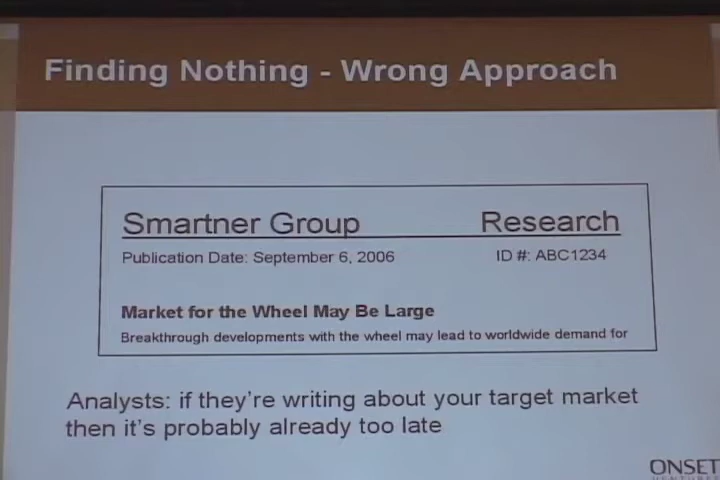 Finding Nothing - Wrong Approach
Smartner Group Research
Publication Date: September 6, 2006 ID #: ABC1234
Market for the Wheel May Be Large
Breakthrough developments with the wheel may lead to worldwide demand for
Analysts: if they're writing about your target market
then it's probably already too late
ONSET
VENTURES